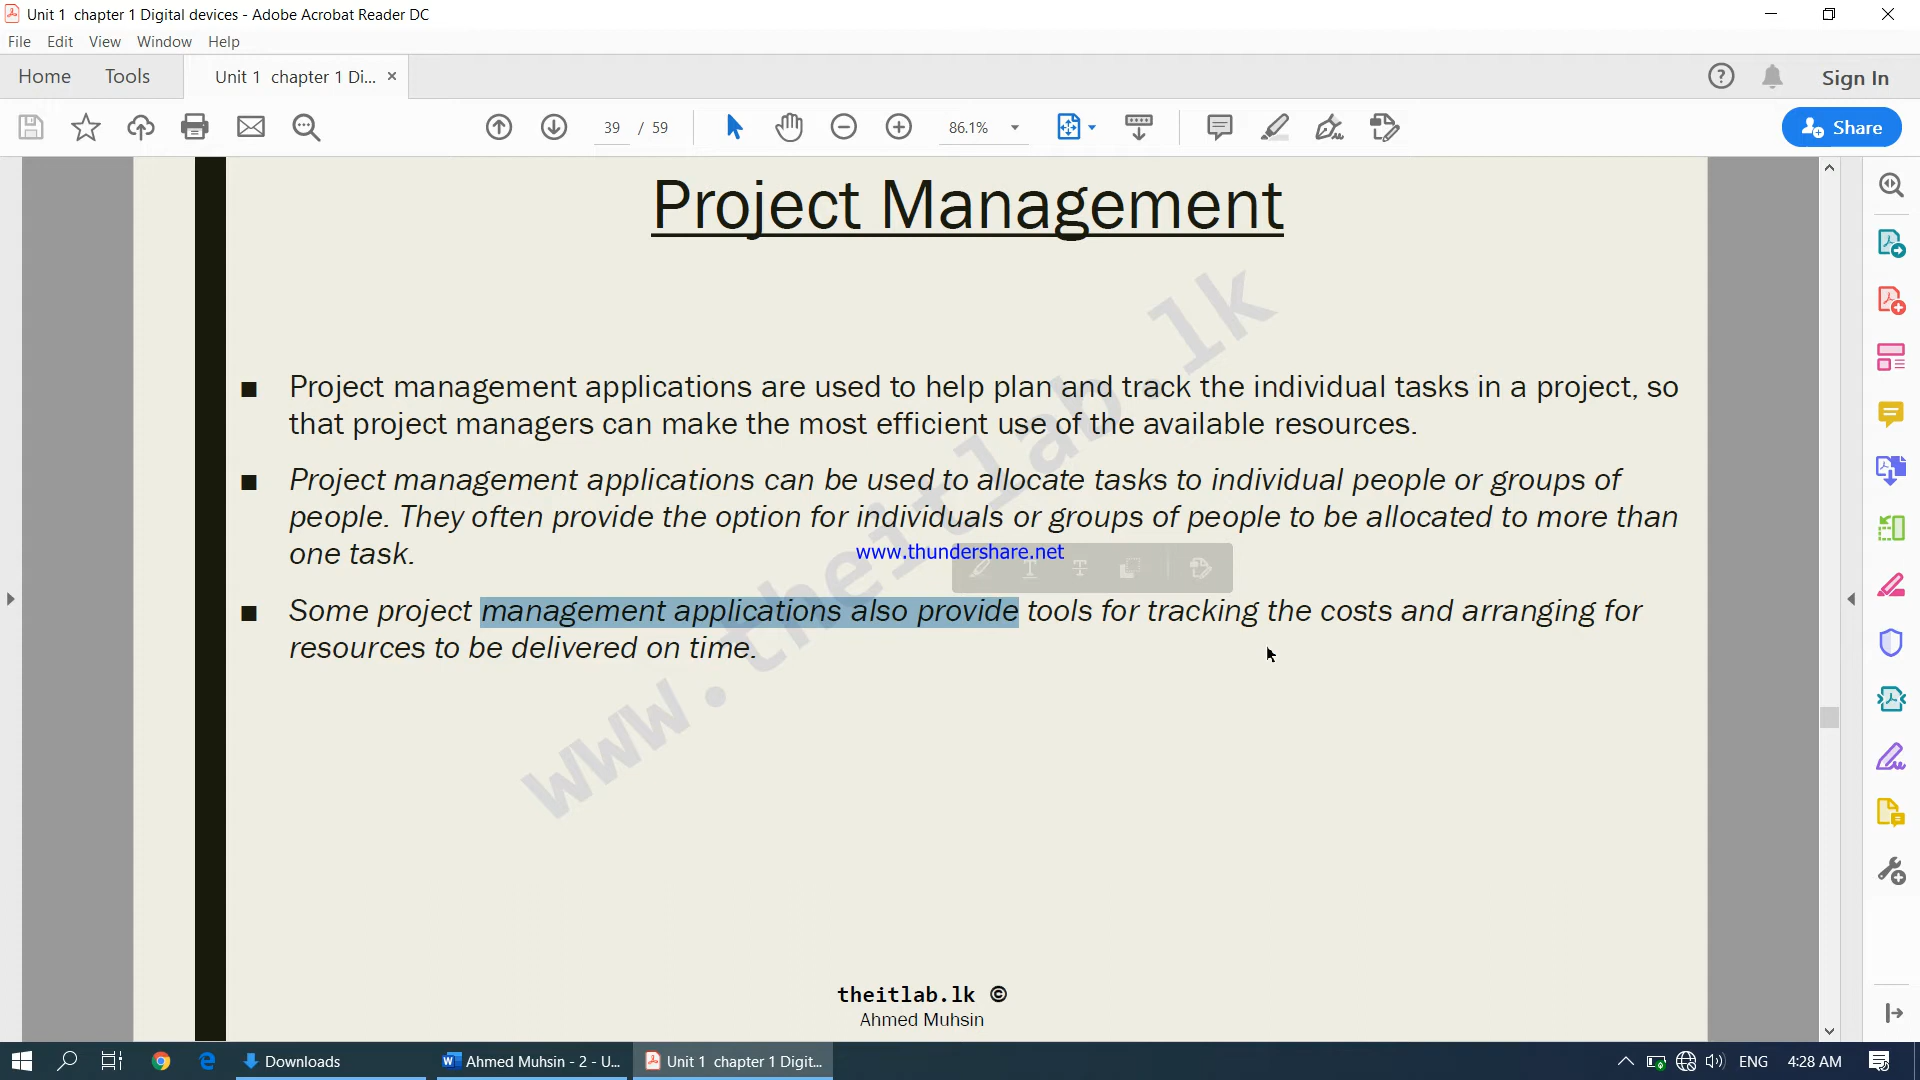 Unit 1  chapter 1 Digital devices - Adobe Acrobat Reader DC
File Edit View Window Help
Home Tools Unit 1  chapter 1 Di... × Sign In
39 / 59 86.1% Share
Project Management
■ Project management applications are used to help plan and track the individual tasks in a project, so
that project managers can make the most efficient use of the available resources.
■ Project management applications can be used to allocate tasks to individual people or groups of
people. They often provide the option for individuals or groups of people to be allocated to more than
one task.
www.thundershare.net
■ Some project management applications also provide tools for tracking the costs and arranging for
resources to be delivered on time.
www.theitlab.lk
theitlab.lk ©
Ahmed Muhsin
Downloads Ahmed Muhsin - 2 - U... Unit 1  chapter 1 Digit... ENG 4:28 AM